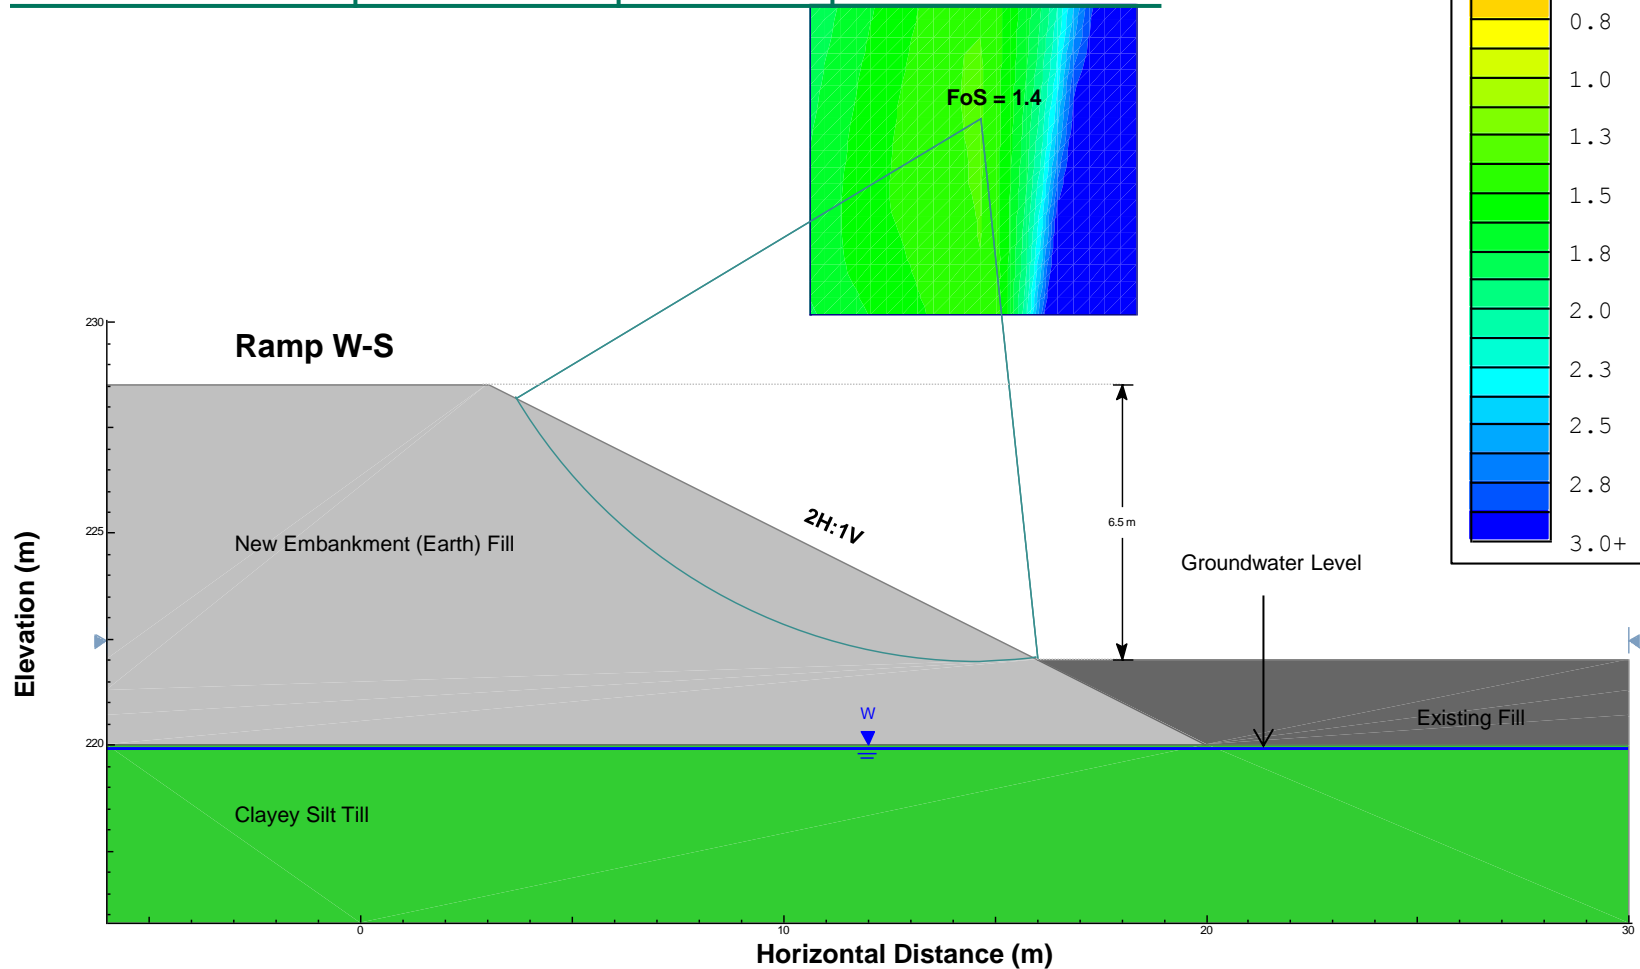 0.8
1.0
FoS = 1.4
1.3
1.5
1.8
2.0
2.3
2.5
2.8
3.0+
230
Ramp W-S
2H:1V
6.5 m
225
New Embankment (Earth) Fill
Groundwater Level
Elevation (m)
W
Existing Fill
220
Clayey Silt Till
0
10
20
30
Horizontal Distance (m)